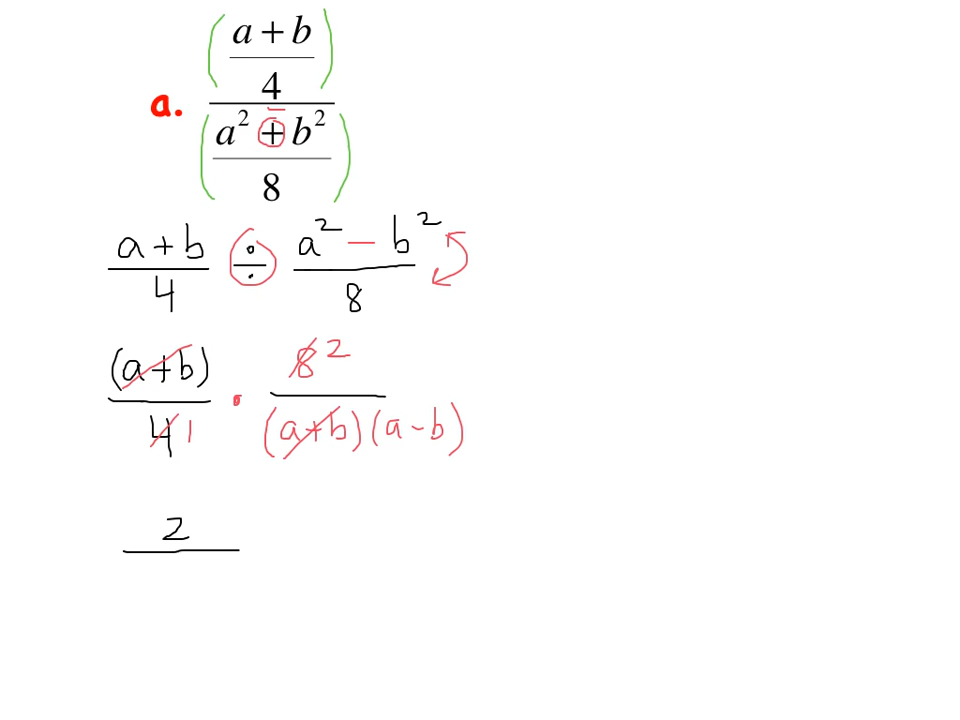 a. ((a + b)/4) / ((a² + b²)/8)
−
(a + b)/4 ÷ (a² − b²)/8
(a+b)/4 1 · 8 2/(a+b)(a−b)
2